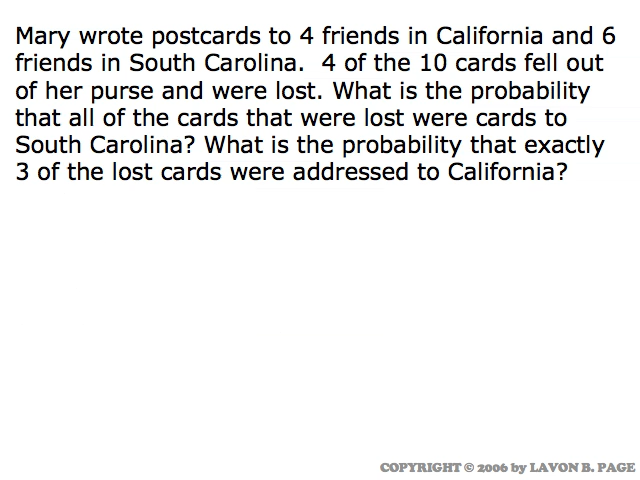 Mary wrote postcards to 4 friends in California and 6
friends in South Carolina.  4 of the 10 cards fell out
of her purse and were lost. What is the probability
that all of the cards that were lost were cards to
South Carolina? What is the probability that exactly
3 of the lost cards were addressed to California?
COPYRIGHT © 2006 by LAVON B. PAGE